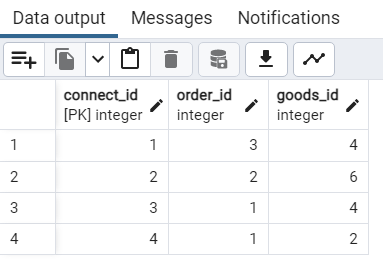 Data output Messages Notifications
connect_id order_id goods_id
[PK] integer integer integer
1 1 3 4
2 2 2 6
3 3 1 4
4 4 1 2